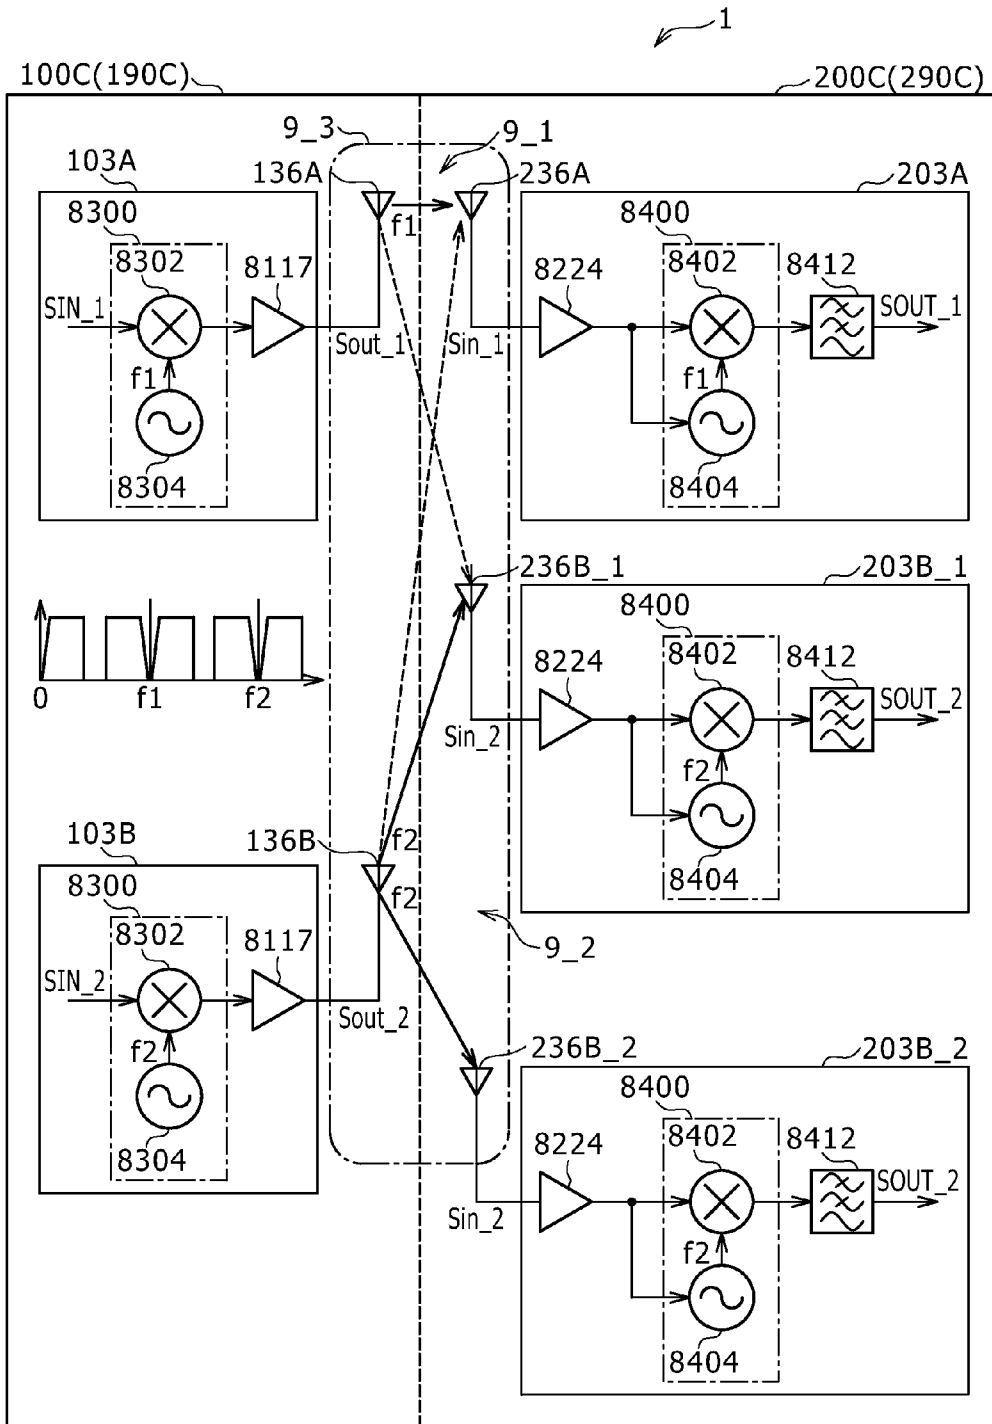 1
100C(190C)
200C(290C)
9_3
9_1
103A
136A
236A
203A
8300
8302
8117
f1
8224
8400
8402
8412
SIN_1
SOUT_1
Sout_1
Sin_1
f1
f1
8304
8404
236B_1
203B_1
8400
8402
8412
8224
SOUT_2
0
f1
f2
Sin_2
f2
103B
136B
f2
8404
8300
f2
8302
8117
9_2
SIN_2
Sout_2
f2
236B_2
203B_2
8400
8402
8412
8224
8304
SOUT_2
Sin_2
f2
8404